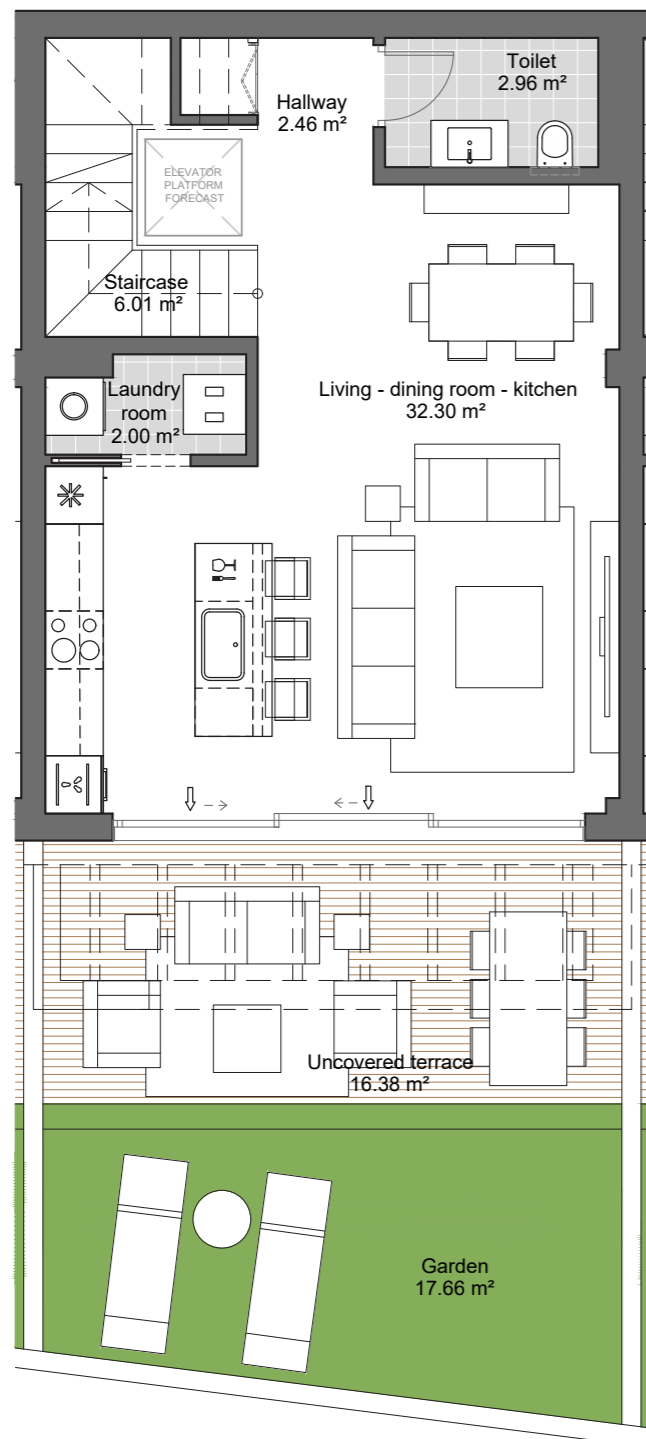 Toilet
2.96 m²
Hallway
2.46 m²
ELEVATOR
PLATFORM
FORECAST
Staircase
6.01 m²
Laundry
room
2.00 m²
Living - dining room - kitchen
32.30 m²
Uncovered terrace
16.38 m²
Garden
17.66 m²